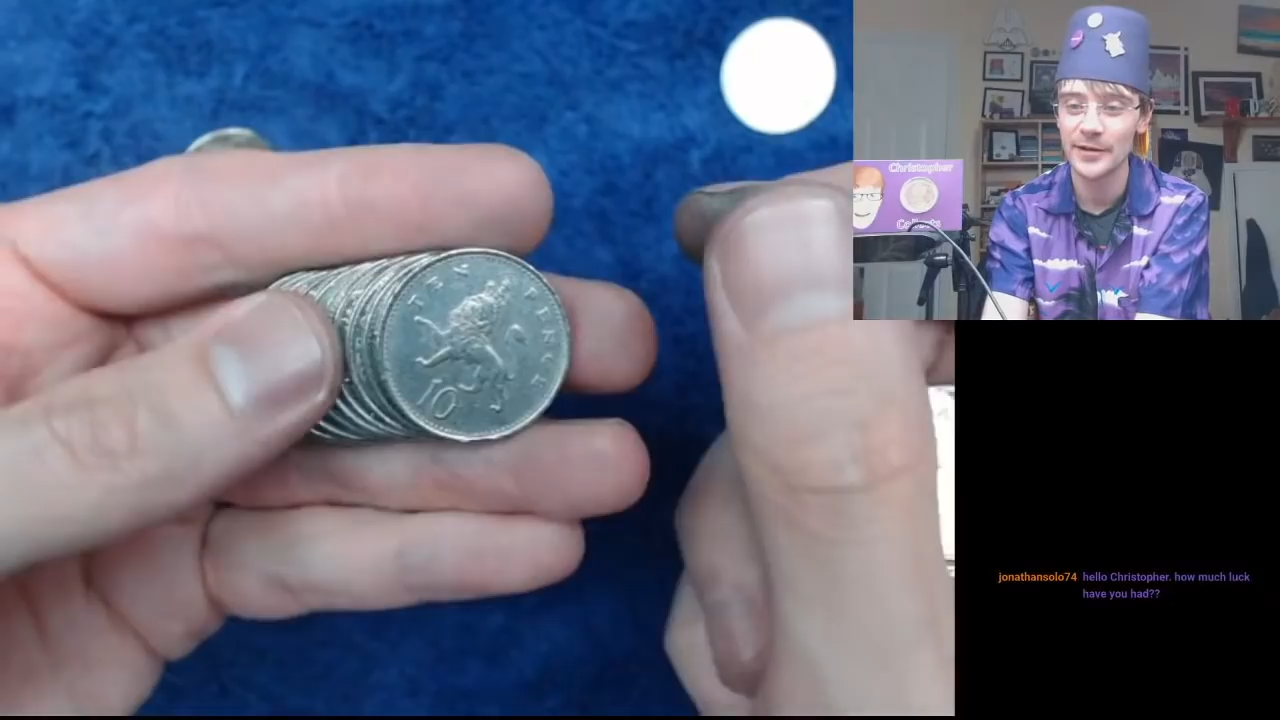 TEN PENCE
10
Christopher
Collects
jonathansolo74 hello Christopher. how much luck
have you had??